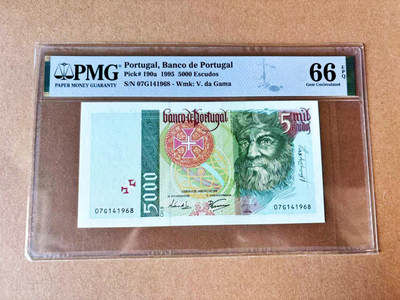 PMG
PAPER MONEY GUARANTY
Portugal, Banco de Portugal
Pick# 190a 1995 5000 Escudos
S/N 07G141968 - Wmk: V. da Gama
66 EPQ
Gem Uncirculated
Banco de Portugal
5 mil
escudos
5000
07G141968
07G141968